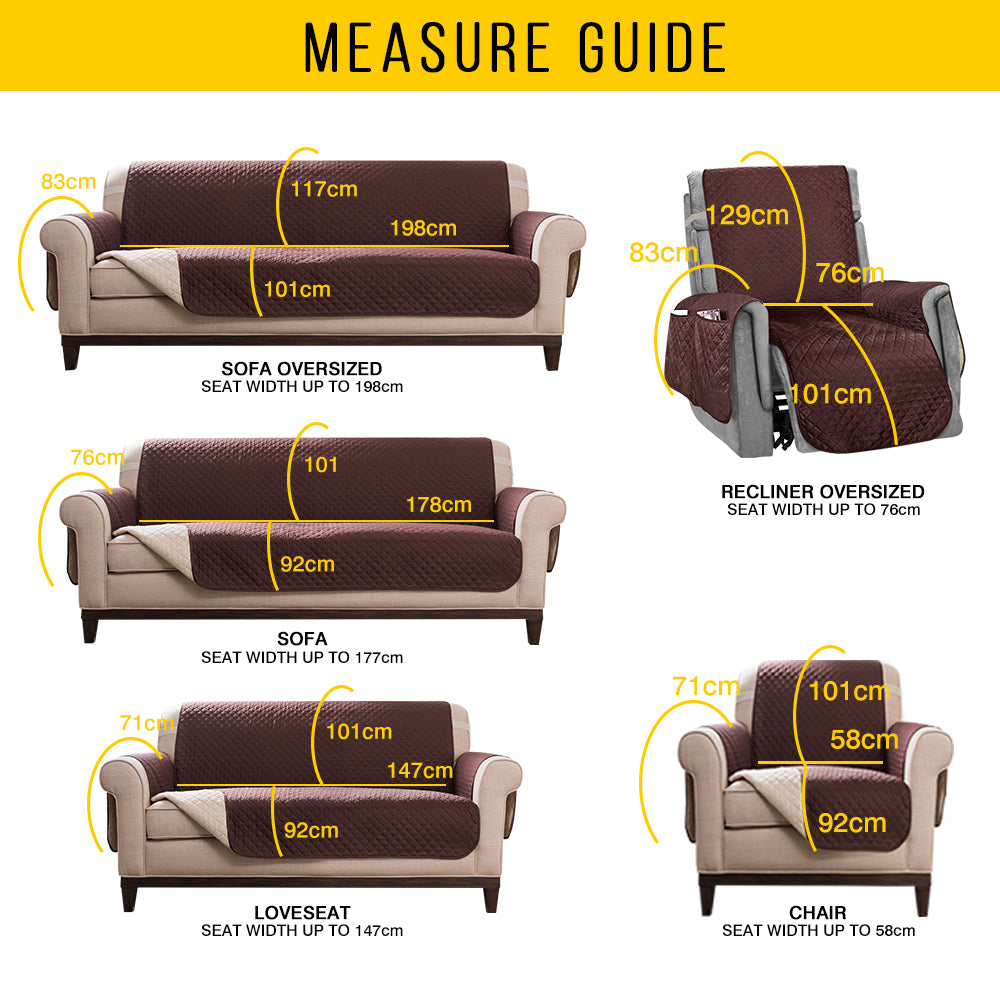 MEASURE GUIDE
83cm
117cm
198cm
101cm
SOFA OVERSIZED
SEAT WIDTH UP TO 198cm
129cm
83cm
76cm
101cm
RECLINER OVERSIZED
SEAT WIDTH UP TO 76cm
76cm
101
178cm
92cm
SOFA
SEAT WIDTH UP TO 177cm
71cm
101cm
147cm
92cm
LOVESEAT
SEAT WIDTH UP TO 147cm
71cm
101cm
58cm
92cm
CHAIR
SEAT WIDTH UP TO 58cm